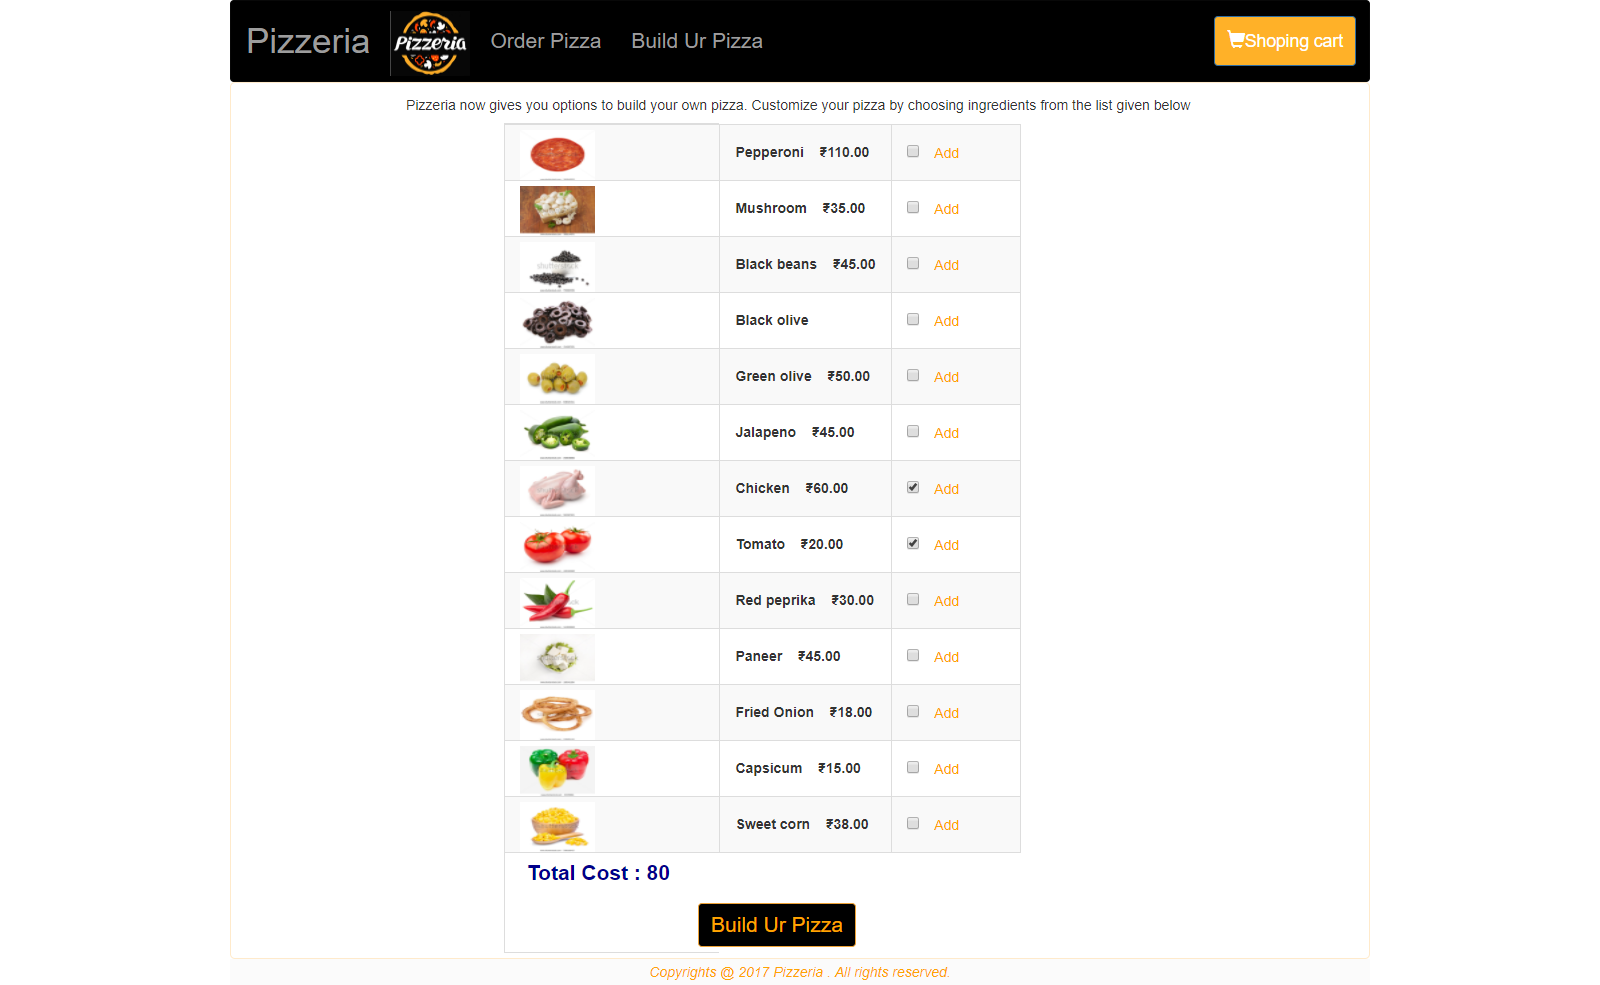 Pizzeria Pizzeria Order Pizza Build Ur Pizza Shoping cart
Pizzeria now gives you options to build your own pizza. Customize your pizza by choosing ingredients from the list given below
Pepperoni ₹110.00 Add
Mushroom ₹35.00 Add
Black beans ₹45.00 Add
Black olive Add
Green olive ₹50.00 Add
Jalapeno ₹45.00 Add
Chicken ₹60.00 Add
Tomato ₹20.00 Add
Red peprika ₹30.00 Add
Paneer ₹45.00 Add
Fried Onion ₹18.00 Add
Capsicum ₹15.00 Add
Sweet corn ₹38.00 Add
Total Cost : 80
Build Ur Pizza
Copyrights @ 2017 Pizzeria . All rights reserved.